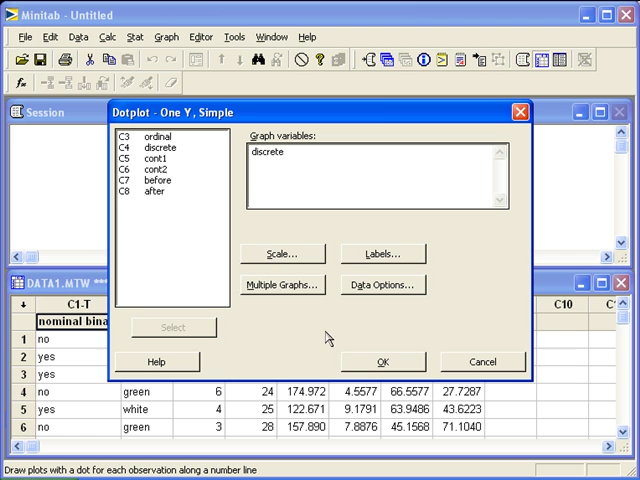 Minitab - Untitled
File Edit Data Calc Stat Graph Editor Tools Window Help
Session
Dotplot - One Y, Simple
C3 ordinal
C4 discrete
C5 cont1
C6 cont2
C7 before
C8 after
Graph variables:
discrete
Scale... Labels...
Multiple Graphs... Data Options...
Select
Help OK Cancel
DATA1.MTW ***
C1-T C10
nominal bina
1 no
2 yes
3 yes
4 no green 6 24 174.972 4.5577 66.5577 27.7287
5 yes white 4 25 122.671 9.1791 63.9486 43.6223
6 no green 3 28 157.890 7.8876 45.1568 71.1040
Draw plots with a dot for each observation along a number line